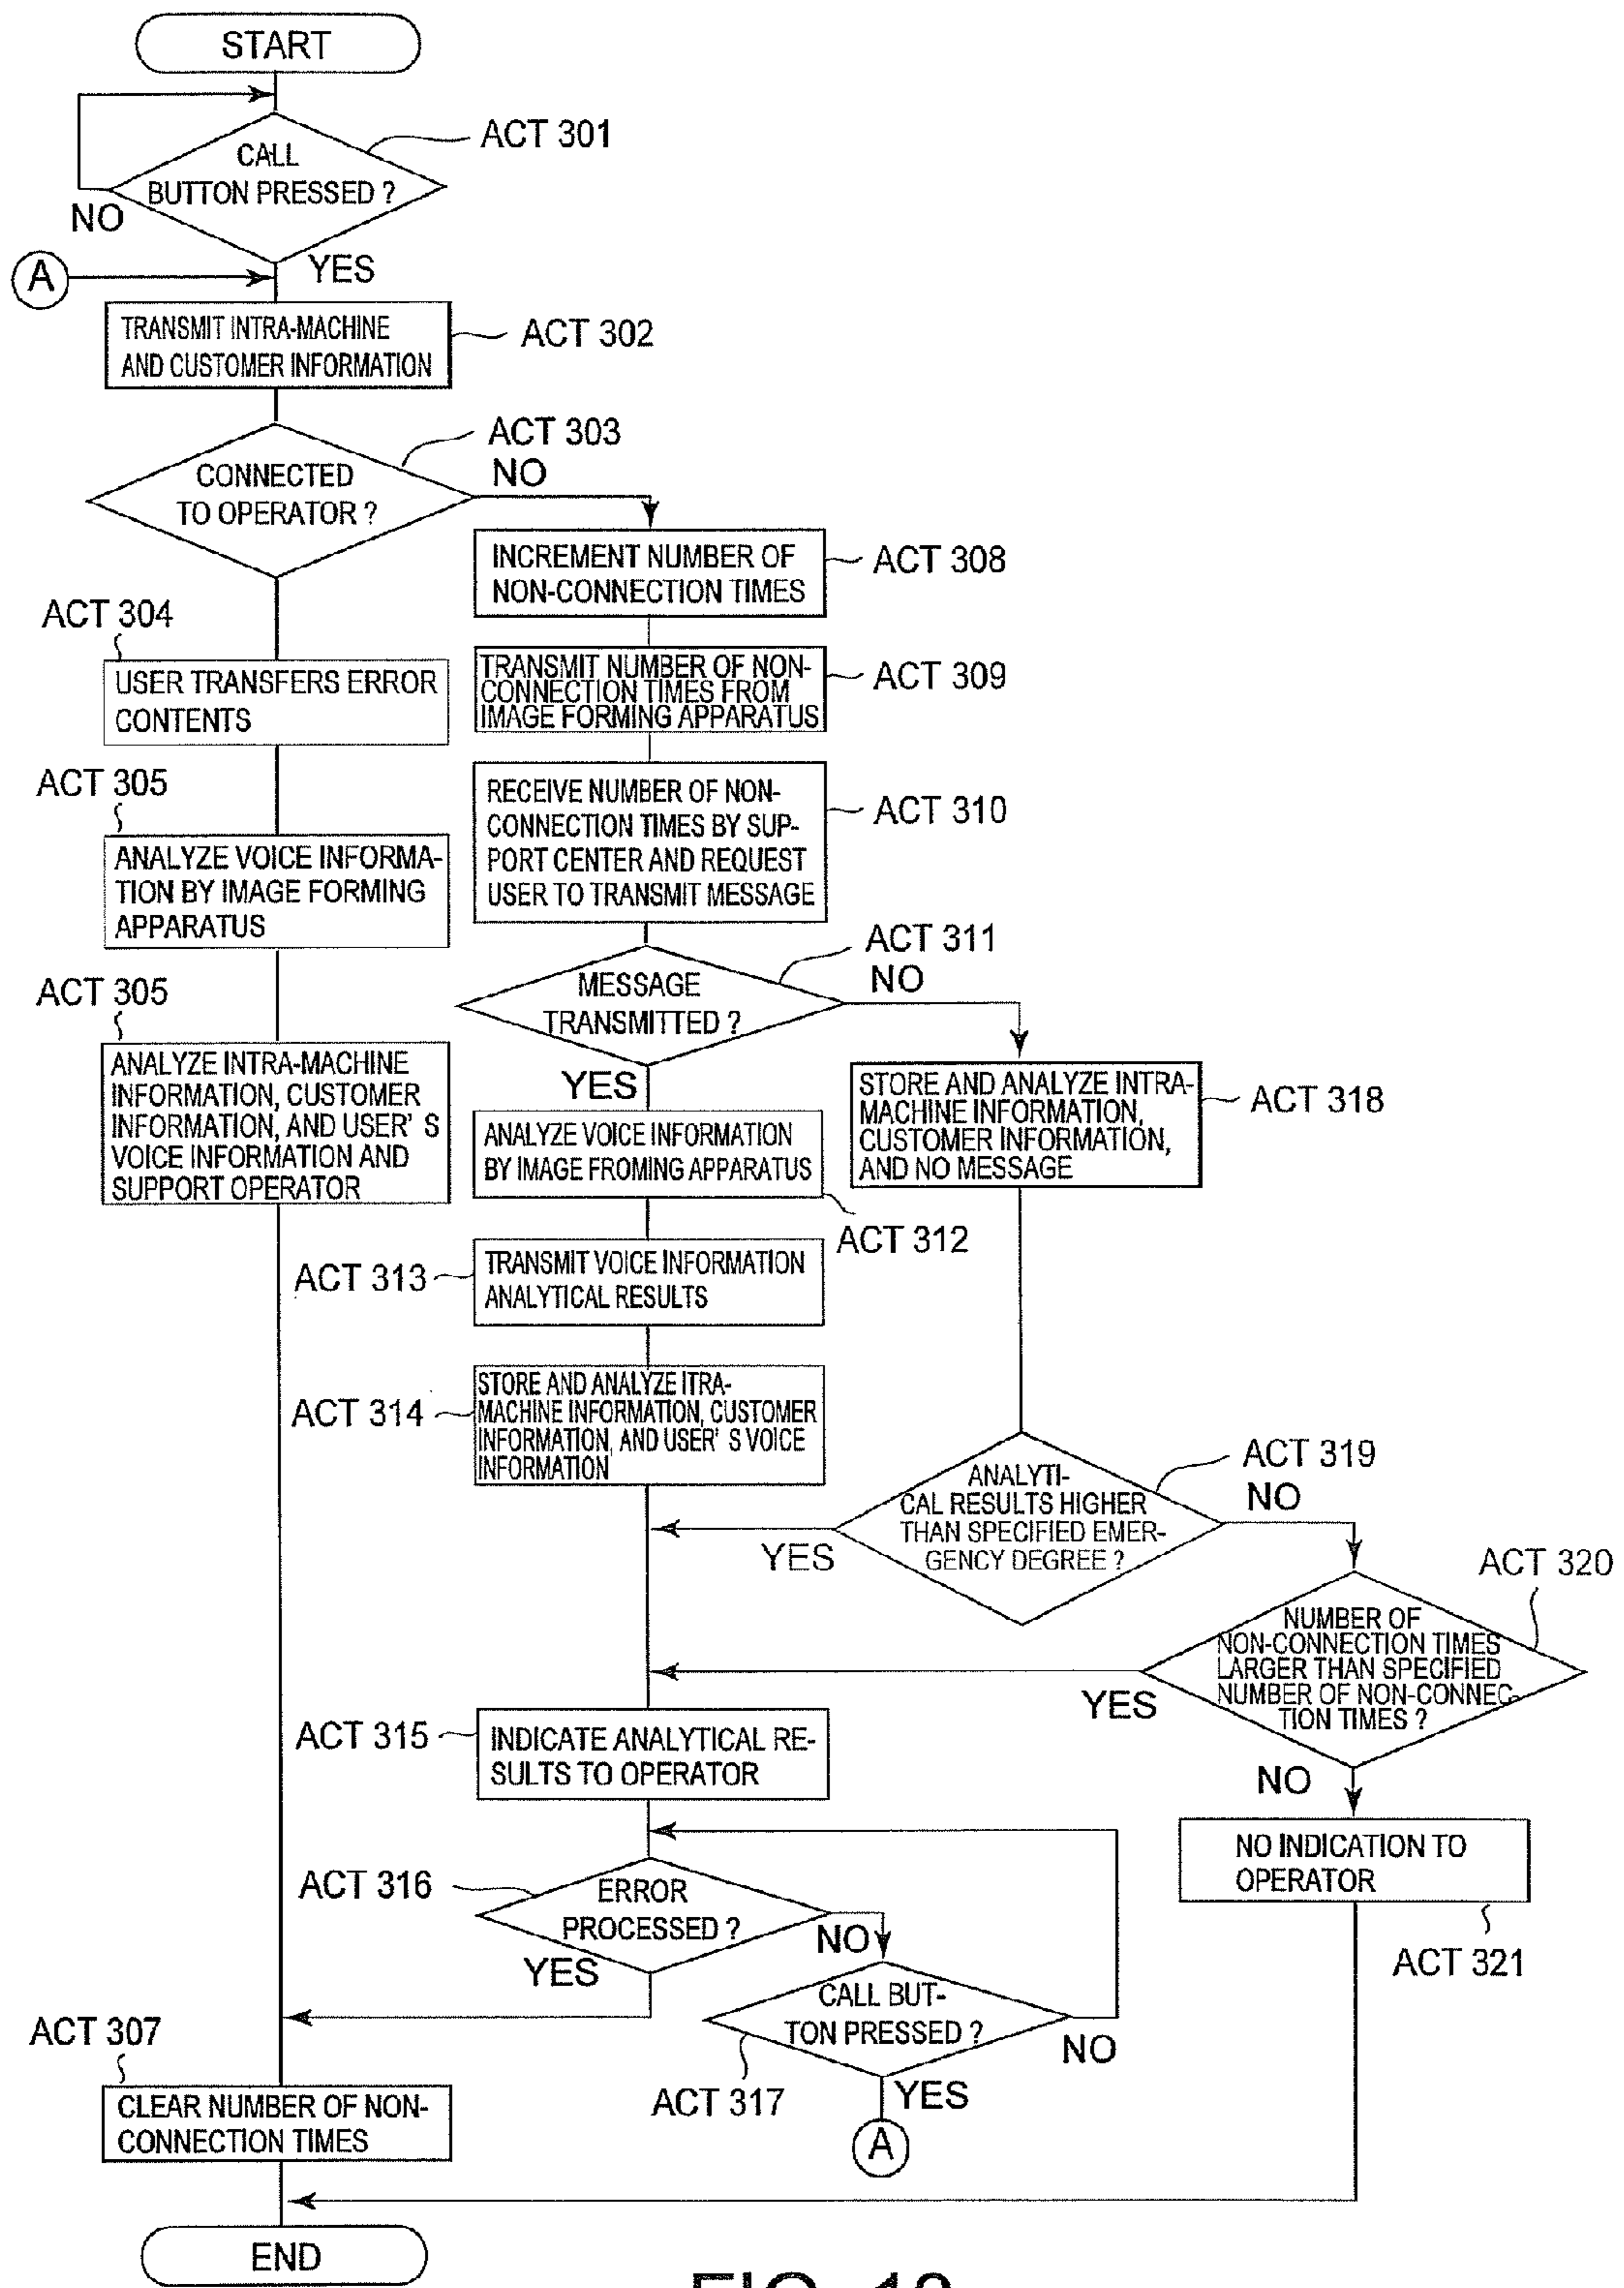 START
CALL
BUTTON PRESSED ?
ACT 301
NO
YES
A
TRANSMIT INTRA-MACHINE
AND CUSTOMER INFORMATION
ACT 302
CONNECTED
TO OPERATOR ?
ACT 303
NO
ACT 304
USER TRANSFERS ERROR
CONTENTS
ACT 305
ANALYZE VOICE INFORMA-
TION BY IMAGE FORMING
APPARATUS
ACT 305
ANALYZE INTRA-MACHINE
INFORMATION, CUSTOMER
INFORMATION, AND USER' S
VOICE INFORMATION AND
SUPPORT OPERATOR
INCREMENT NUMBER OF
NON-CONNECTION TIMES
ACT 308
TRANSMIT NUMBER OF NON-
CONNECTION TIMES FROM
IMAGE FORMING APPARATUS
ACT 309
RECEIVE NUMBER OF NON-
CONNECTION TIMES BY SUP-
PORT CENTER AND REQUEST
USER TO TRANSMIT MESSAGE
ACT 310
MESSAGE
TRANSMITTED ?
ACT 311
NO
YES
ANALYZE VOICE INFORMATION
BY IMAGE FROMING APPARATUS
ACT 312
ACT 313
TRANSMIT VOICE INFORMATION
ANALYTICAL RESULTS
ACT 314
STORE AND ANALYZE ITRA-
MACHINE INFORMATION, CUSTOMER
INFORMATION, AND USER' S VOICE
INFORMATION
STORE AND ANALYZE INTRA-
MACHINE INFORMATION,
CUSTOMER INFORMATION,
AND NO MESSAGE
ACT 318
ANALYTI-
CAL RESULTS HIGHER
THAN SPECIFIED EMER-
GENCY DEGREE ?
ACT 319
NO
YES
ACT 320
NUMBER OF
NON-CONNECTION TIMES
LARGER THAN SPECIFIED
NUMBER OF NON-CONNEC-
TION TIMES ?
YES
NO
ACT 315
INDICATE ANALYTICAL RE-
SULTS TO OPERATOR
NO INDICATION TO
OPERATOR
ACT 321
ACT 316
ERROR
PROCESSED ?
NO
YES
CALL BUT-
TON PRESSED ?
NO
ACT 317
YES
A
ACT 307
CLEAR NUMBER OF NON-
CONNECTION TIMES
END